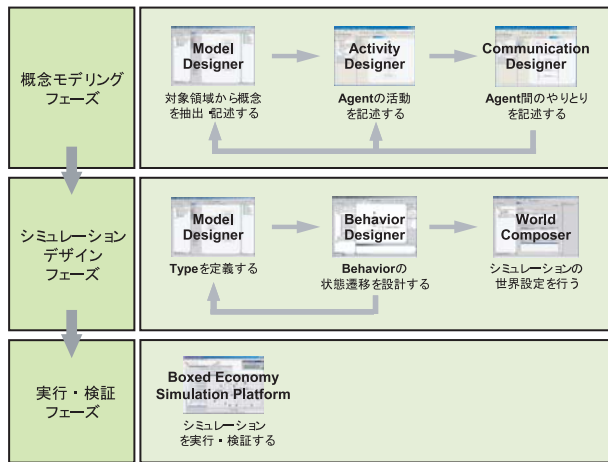 概念モデリング
フェーズ
Model
Designer
対象領域から概念
を抽出・記述する
Activity
Designer
Agentの活動
を記述する
Communication
Designer
Agent間のやりとり
を記述する
シミュレーション
デザイン
フェーズ
Model
Designer
Typeを定義する
Behavior
Designer
Behaviorの
状態遷移を設計する
World
Composer
シミュレーションの
世界設定を行う
実行・検証
フェーズ
Boxed Economy
Simulation Platform
シミュレーション
を実行・検証する